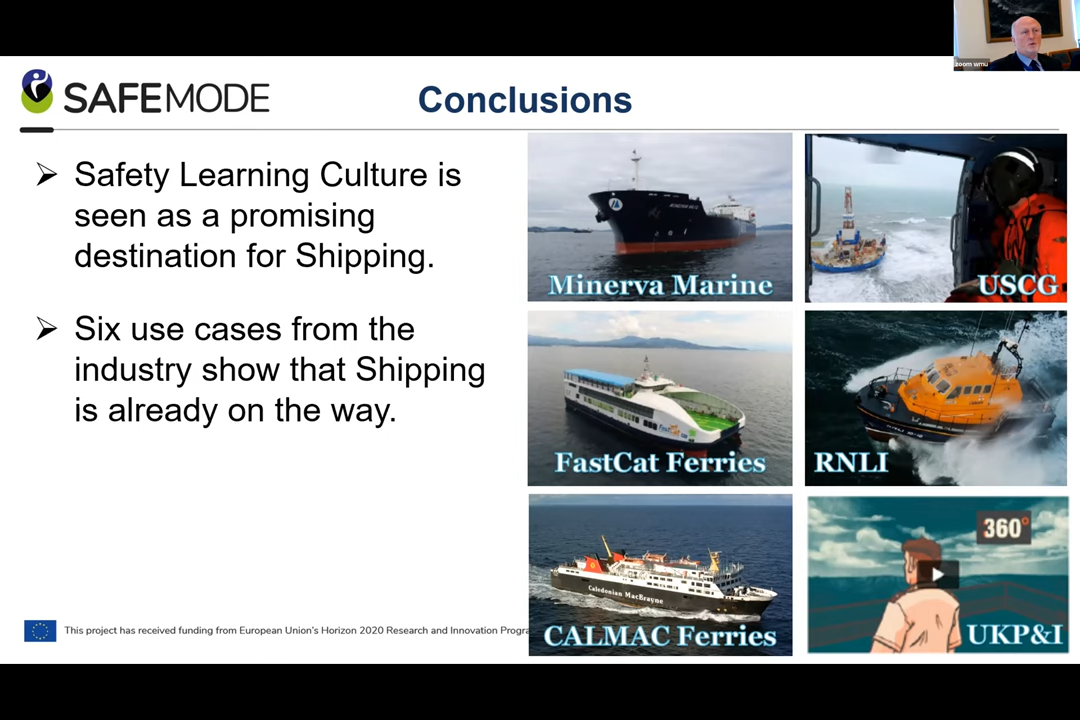 zoom wmu
SAFEMODE
Conclusions
Safety Learning Culture is
seen as a promising
destination for Shipping.
Six use cases from the
industry show that Shipping
is already on the way.
Minerva Marine
USCG
FastCat
FastCat Ferries
RNLI
Caledonian MacBrayne
CALMAC Ferries
360°
UKP&I
This project has received funding from European Union's Horizon 2020 Research and Innovation Progra